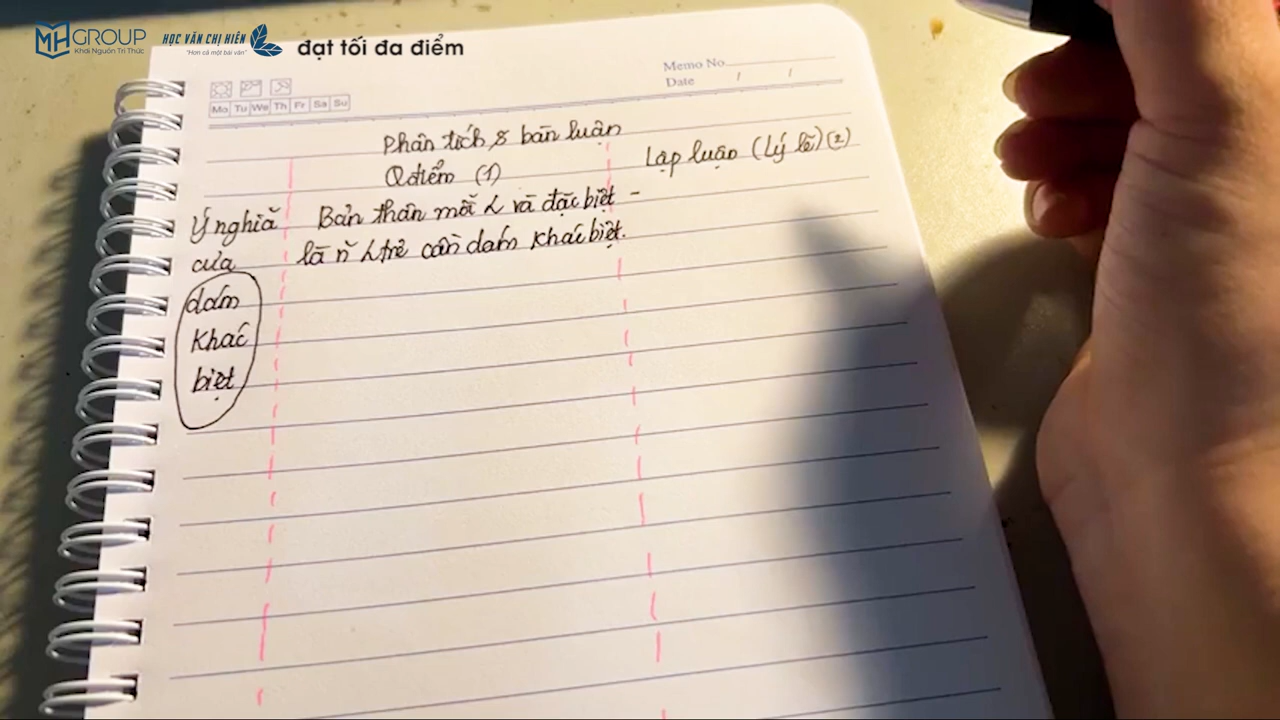 MH GROUP
Khơi Nguồn Tri Thức
HỌC VĂN CHỊ HIÊN
"Hơn cả một bài văn"
đạt tối đa điểm
Memo No.
Date / /
Mo Tu We Th Fr Sa Su
Phân tích & bàn luận
Qđiểm (1)
Lập luận (Lý lẽ) (2)
Ý nghĩa
của
dám
khác
biệt
Bản thân mỗi và đặc biệt -
là trẻ cần dám khác biệt.